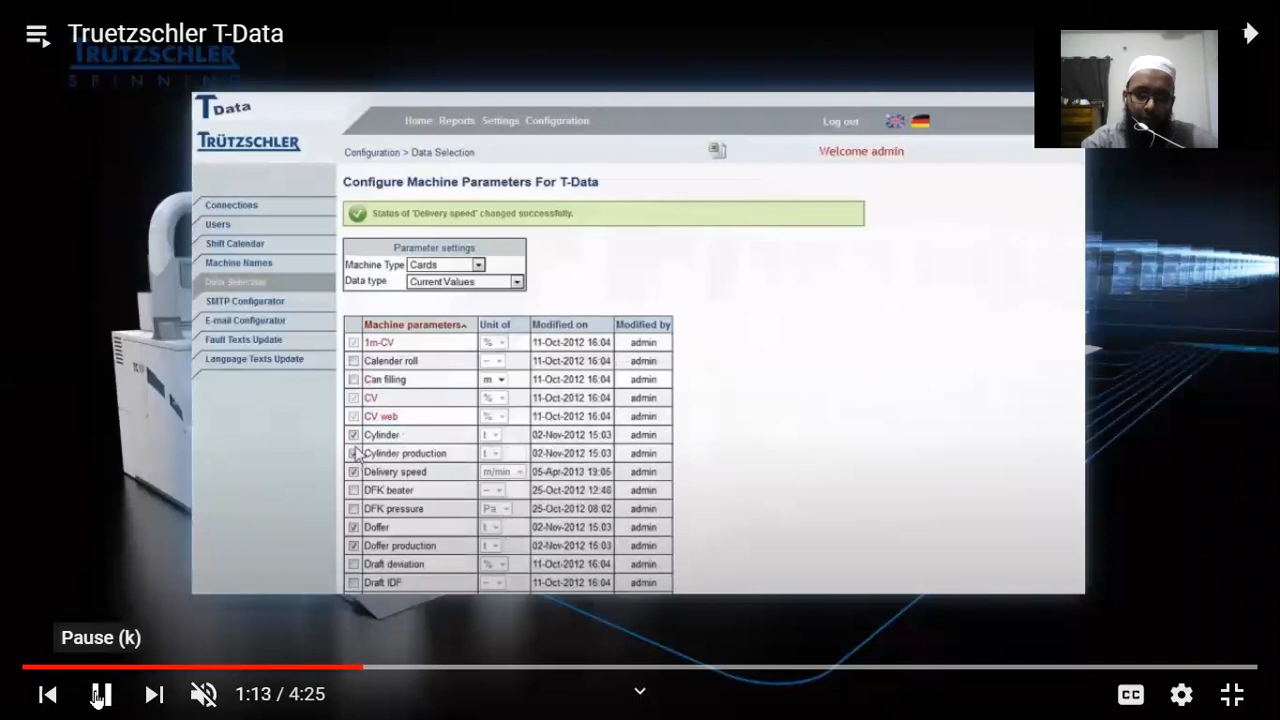 Truetzschler T-Data
TRÜTZSCHLER
SPINNING
T Data
TRÜTZSCHLER
Home Reports Settings Configuration
Log out
Configuration > Data Selection
Welcome admin
Configure Machine Parameters For T-Data
Status of 'Delivery speed' changed successfully.
Connections
Users
Shift Calendar
Machine Names
Data Selection
SMTP Configurator
E-mail Configurator
Fault Texts Update
Language Texts Update
Parameter settings
Machine Type Cards
Data type Current Values
Machine parameters Unit of Modified on Modified by
1m-CV % 11-Oct-2012 16:04 admin
Calender roll -- 11-Oct-2012 16:04 admin
Can filling m 11-Oct-2012 16:04 admin
CV % 11-Oct-2012 16:04 admin
CV web % 11-Oct-2012 16:04 admin
Cylinder t 02-Nov-2012 15:03 admin
Cylinder production t 02-Nov-2012 15:03 admin
Delivery speed m/min 05-Apr-2013 13:05 admin
DFK beater -- 25-Oct-2012 12:46 admin
DFK pressure Pa 25-Oct-2012 08:02 admin
Doffer t 02-Nov-2012 15:03 admin
Doffer production t 02-Nov-2012 15:03 admin
Draft deviation % 11-Oct-2012 16:04 admin
Draft IDF -- 11-Oct-2012 16:04 admin
Pause (k)
1:13 / 4:25
CC